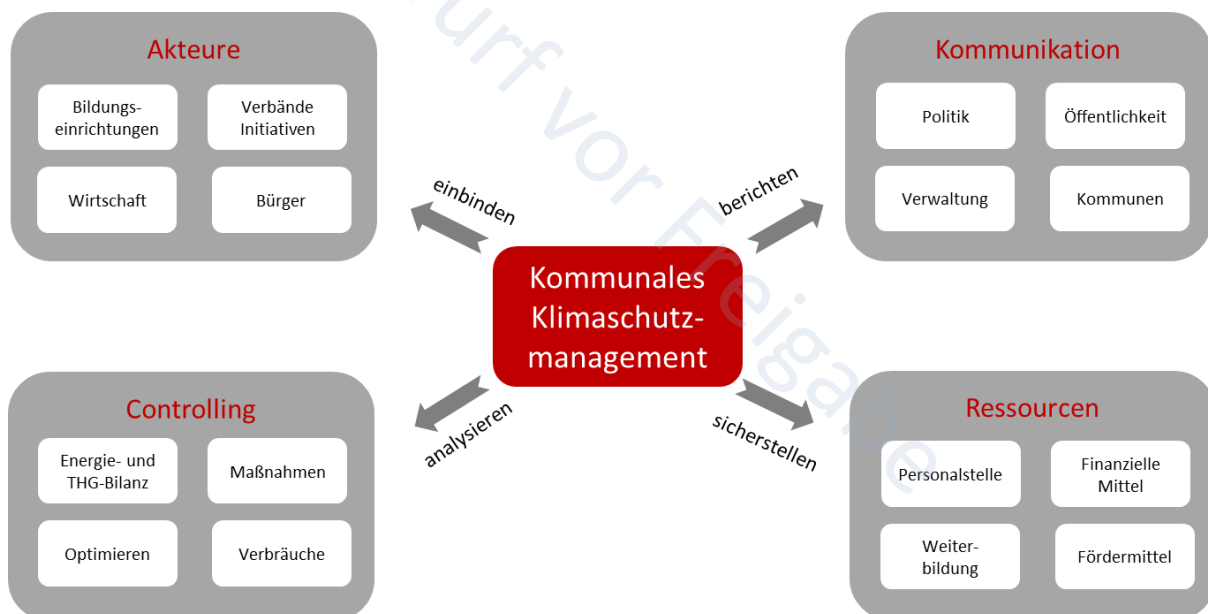 Akteure
Bildungs-
einrichtungen
Verbände
Initiativen
Wirtschaft
Bürger
Kommunikation
Politik
Öffentlichkeit
Verwaltung
Kommunen
einbinden
berichten
Kommunales
Klimaschutz-
management
analysieren
sicherstellen
Controlling
Energie- und
THG-Bilanz
Maßnahmen
Optimieren
Verbräuche
Ressourcen
Personalstelle
Finanzielle
Mittel
Weiter-
bildung
Fördermittel
urf vor Freigabe